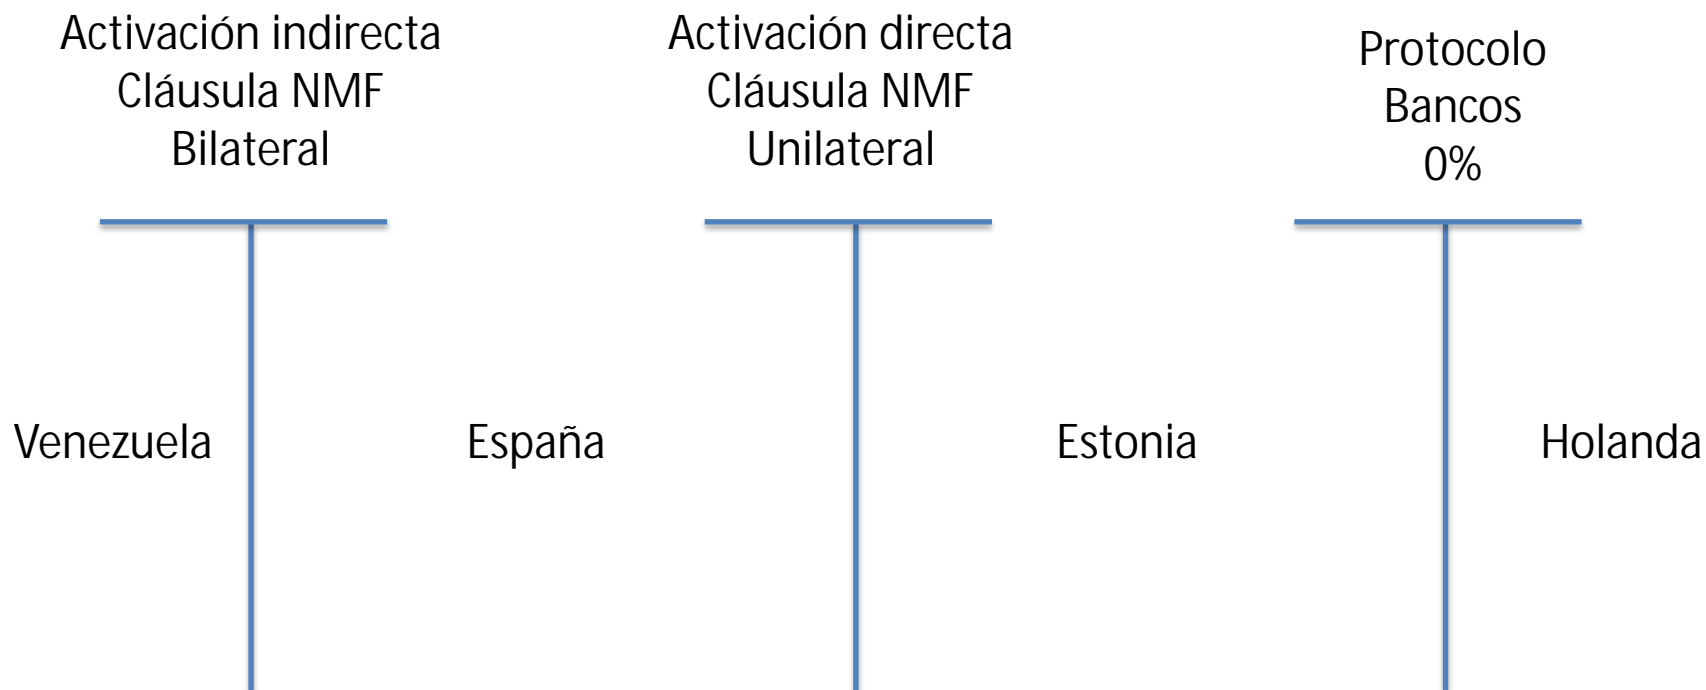 Activación indirecta
Cláusula NMF
Bilateral
Activación directa
Cláusula NMF
Unilateral
Protocolo
Bancos
0%
Venezuela
España
Estonia
Holanda